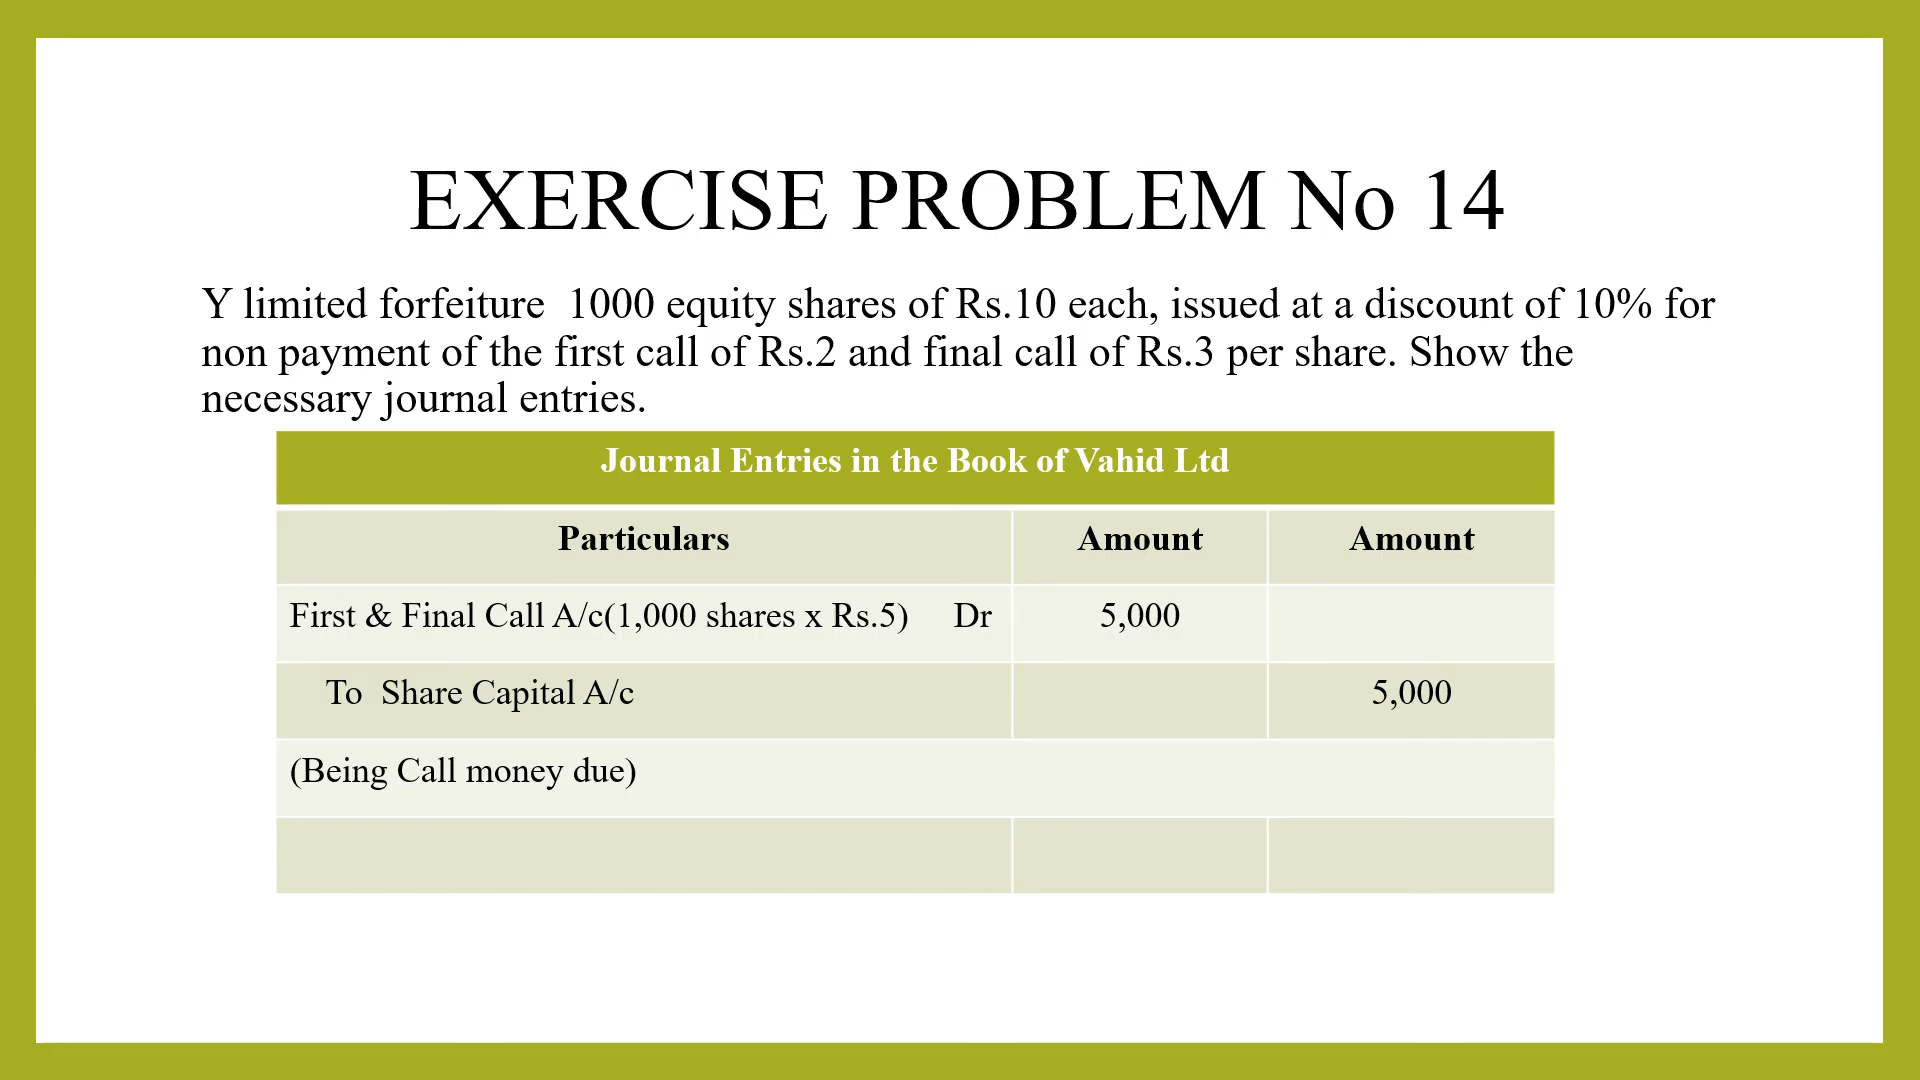 EXERCISE PROBLEM No 14
Y limited forfeiture 1000 equity shares of Rs.10 each, issued at a discount of 10% for
non payment of the first call of Rs.2 and final call of Rs.3 per share. Show the
necessary journal entries.
Journal Entries in the Book of Vahid Ltd
Particulars Amount Amount
First & Final Call A/c(1,000 shares x Rs.5) Dr 5,000
To Share Capital A/c 5,000
(Being Call money due)